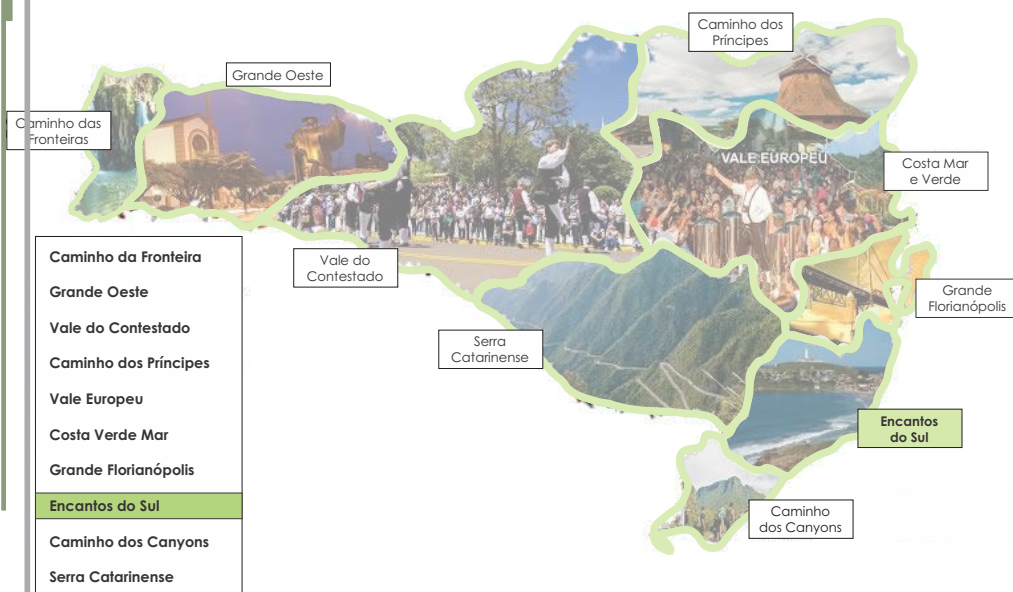 Caminho dos
Príncipes
Grande Oeste
Caminho das
Fronteiras
VALE EUROPEU
Costa Mar
e Verde
Vale do
Contestado
Grande
Florianópolis
Serra
Catarinense
Encantos
do Sul
Caminho
dos Canyons
Caminho da Fronteira
Grande Oeste
Vale do Contestado
Caminho dos Príncipes
Vale Europeu
Costa Verde Mar
Grande Florianópolis
Encantos do Sul
Caminho dos Canyons
Serra Catarinense